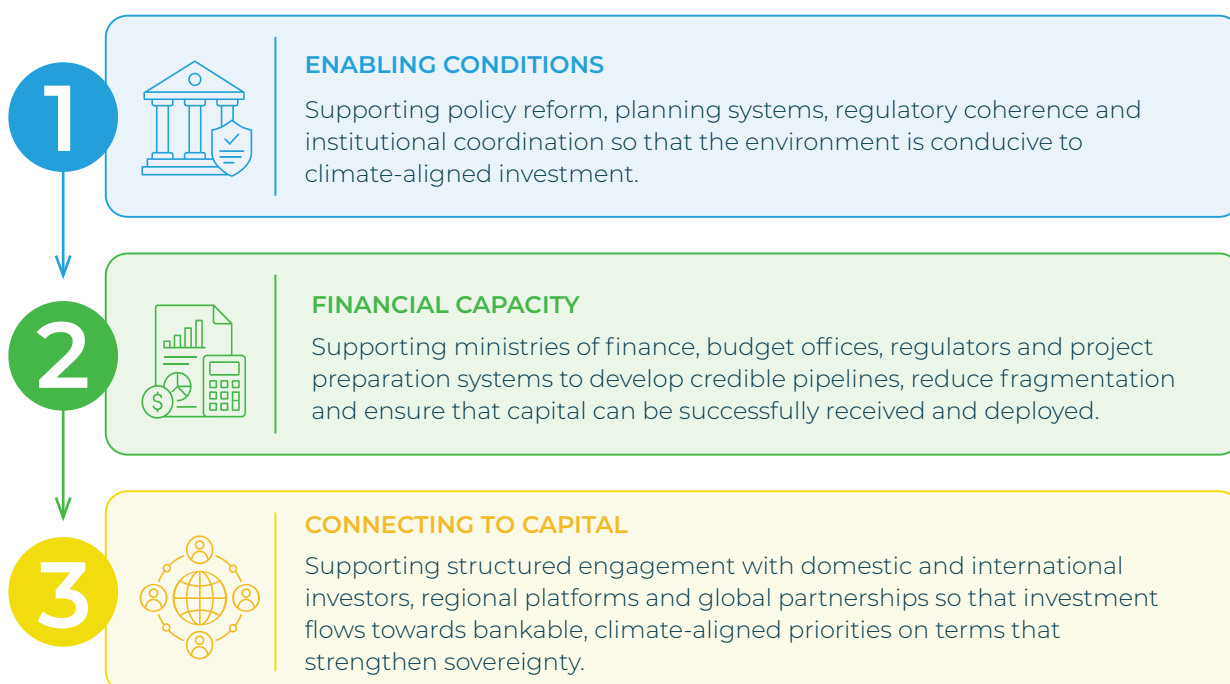 1
ENABLING CONDITIONS
Supporting policy reform, planning systems, regulatory coherence and
institutional coordination so that the environment is conducive to
climate-aligned investment.
2
FINANCIAL CAPACITY
Supporting ministries of finance, budget offices, regulators and project
preparation systems to develop credible pipelines, reduce fragmentation
and ensure that capital can be successfully received and deployed.
$
3
CONNECTING TO CAPITAL
Supporting structured engagement with domestic and international
investors, regional platforms and global partnerships so that investment
flows towards bankable, climate-aligned priorities on terms that
strengthen sovereignty.